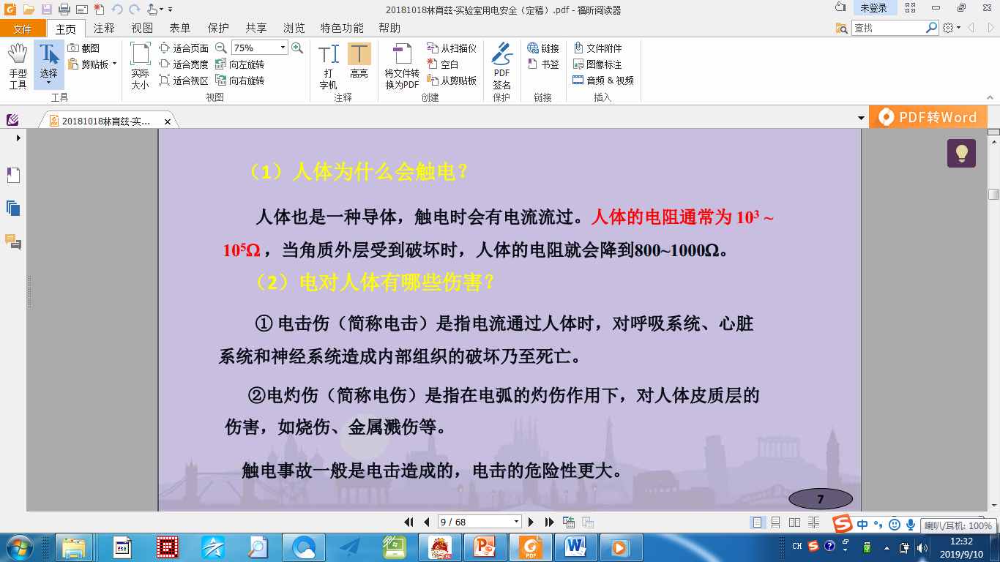 20181018林育兹-实验室用电安全（定稿）.pdf - 福昕阅读器
未登录
文件 主页 注释 视图 表单 保护 共享 浏览 特色功能 帮助
查找
手型工具
选择
截图
剪贴板
实际大小
适合页面
适合宽度
适合视区
75%
向左旋转
向右旋转
打字机
高亮
将文件转换为PDF
从扫描仪
空白
从剪贴板
PDF签名
链接
书签
文件附件
图像标注
音频 & 视频
工具 视图 注释 创建 保护 链接 插入
20181018林育兹-实...
PDF转Word
（1）人体为什么会触电？
人体也是一种导体，触电时会有电流流过。人体的电阻通常为 10³ ~
10⁵Ω ，当角质外层受到破坏时，人体的电阻就会降到800~1000Ω。
（2）电对人体有哪些伤害？
① 电击伤（简称电击）是指电流通过人体时，对呼吸系统、心脏
系统和神经系统造成内部组织的破坏乃至死亡。
②电灼伤（简称电伤）是指在电弧的灼伤作用下，对人体皮质层的
伤害，如烧伤、金属溅伤等。
触电事故一般是电击造成的，电击的危险性更大。
7
9 / 68
中
喇叭/耳机: 100%
CH
12:32
2019/9/10